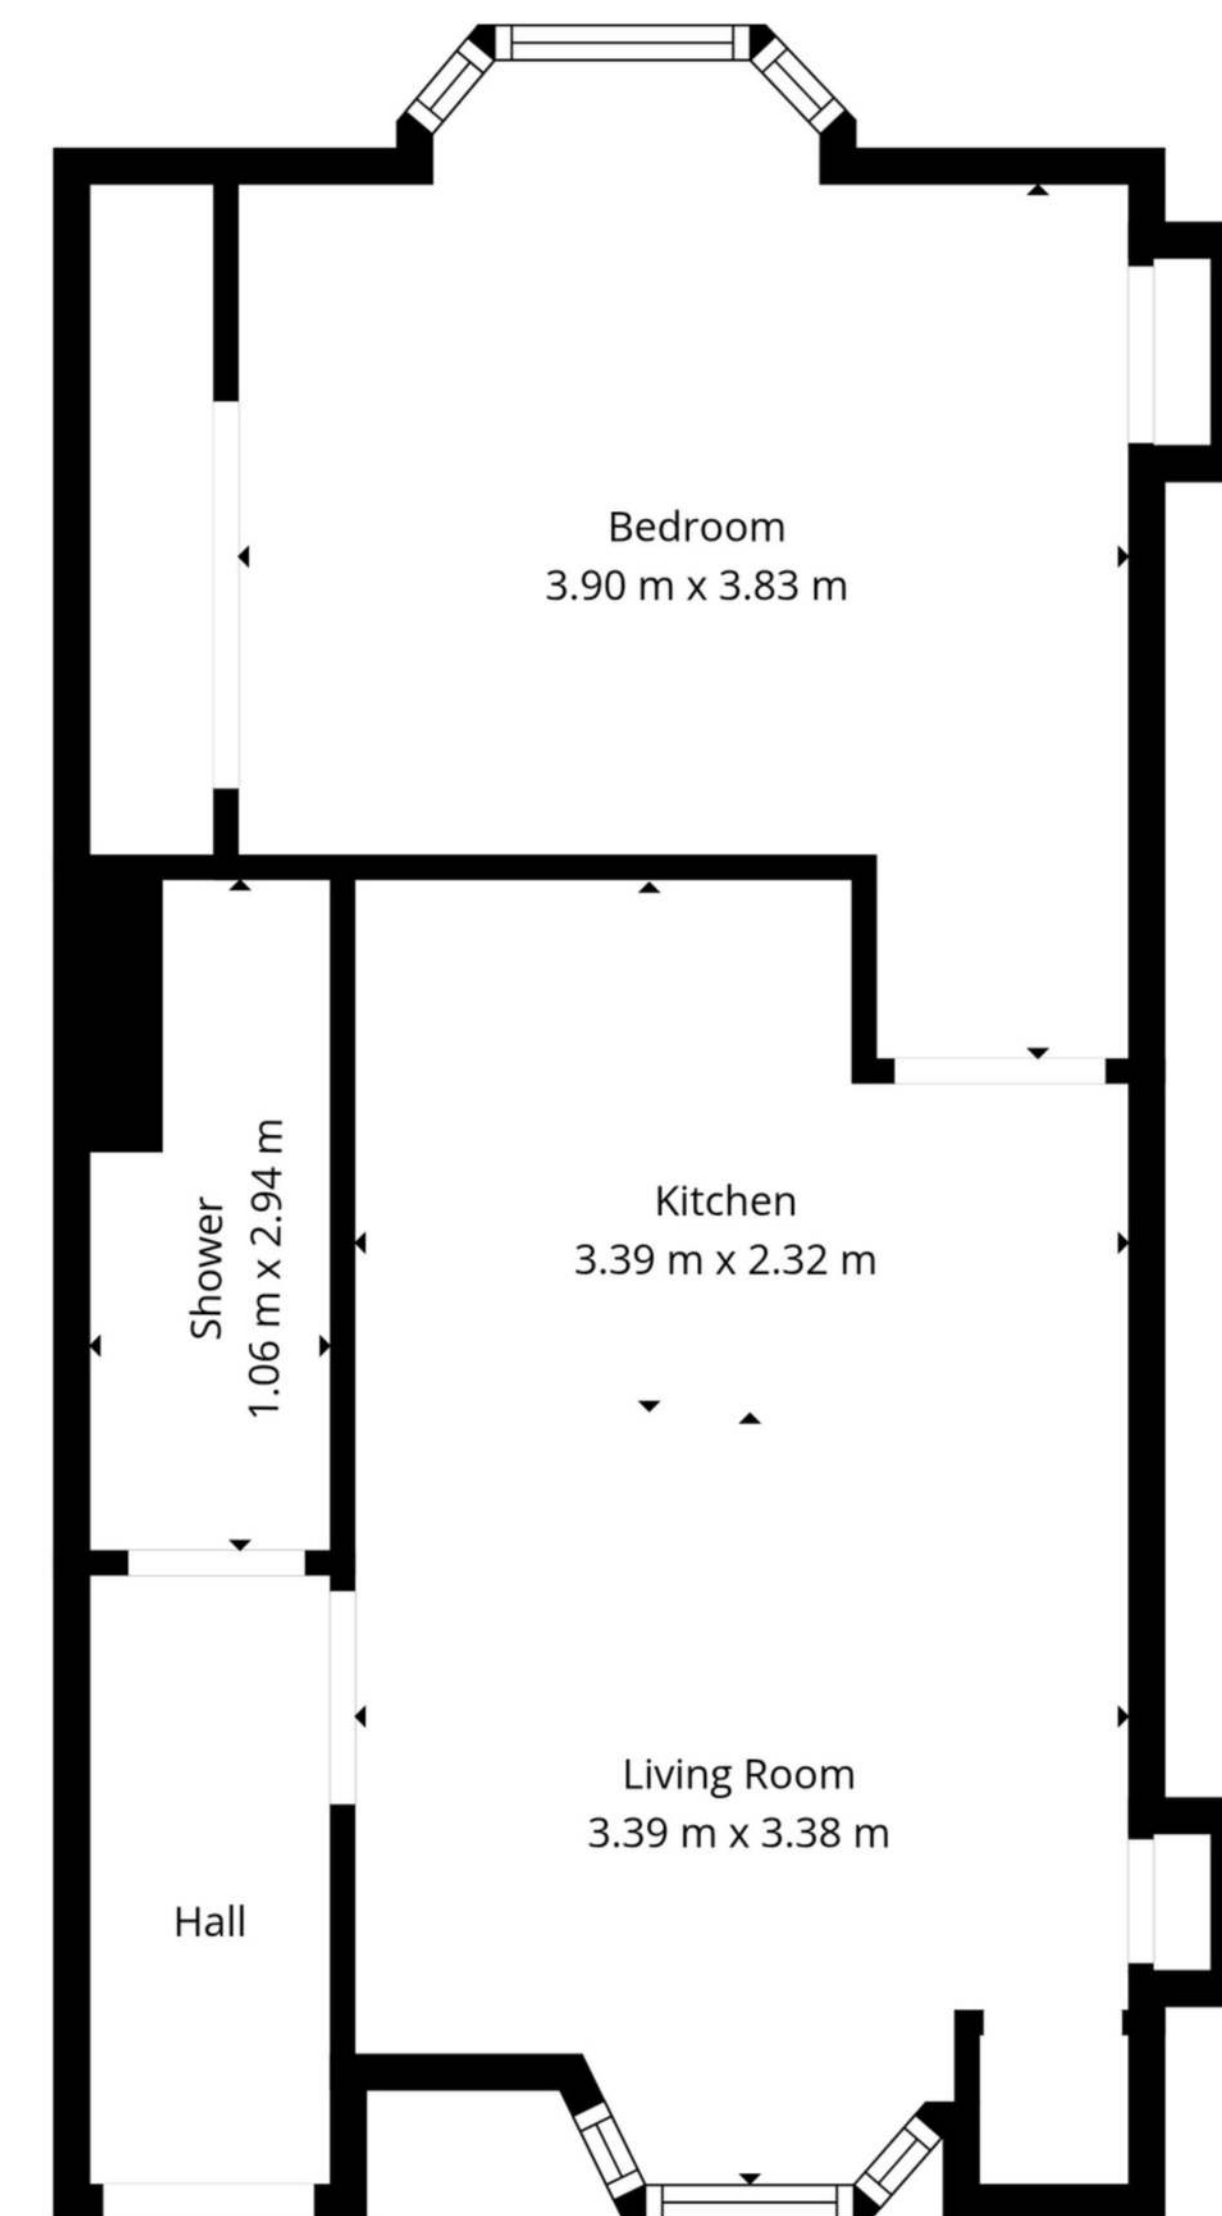 Bedroom
3.90 m x 3.83 m
Kitchen
3.39 m x 2.32 m
Shower
1.06 m x 2.94 m
Living Room
3.39 m x 3.38 m
Hall